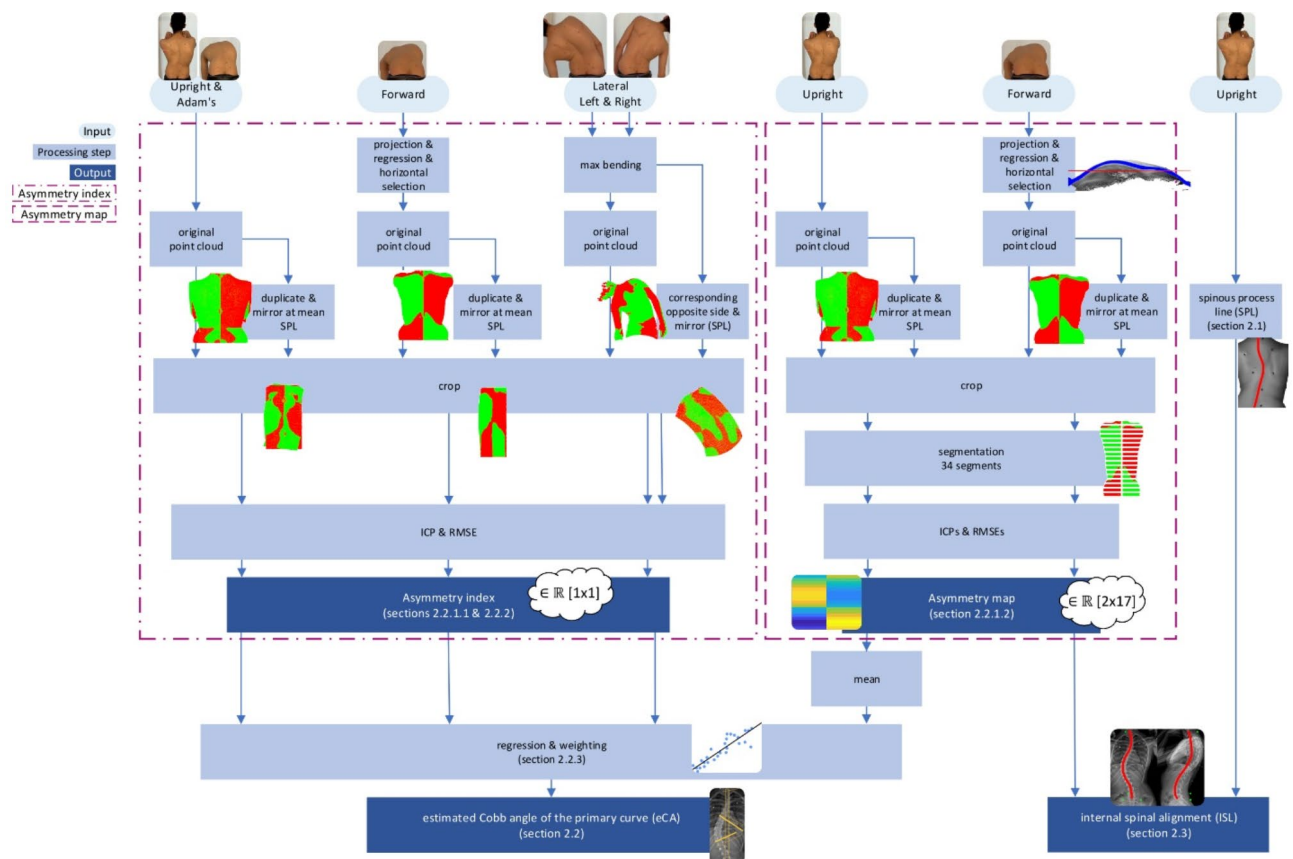 Upright &
Adam's
Forward
Lateral
Left & Right
Upright
Forward
Upright
Input
Processing step
Output
Asymmetry index
Asymmetry map
projection &
regression &
horizontal
selection
max bending
projection &
regression &
horizontal
selection
original
point cloud
original
point cloud
original
point cloud
original
point cloud
original
point cloud
duplicate &
mirror at mean
SPL
duplicate &
mirror at mean
SPL
corresponding
opposite side &
mirror (SPL)
duplicate &
mirror at mean
SPL
duplicate &
mirror at mean
SPL
spinous process
line (SPL)
(section 2.1)
crop
crop
segmentation
34 segments
ICP & RMSE
ICPs & RMSEs
Asymmetry index
(sections 2.2.1.1 & 2.2.2)
∈ ℝ [1x1]
Asymmetry map
(section 2.2.1.2)
∈ ℝ [2x17]
mean
regression & weighting
(section 2.2.3)
estimated Cobb angle of the primary curve (eCA)
(section 2.2)
internal spinal alignment (ISL)
(section 2.3)